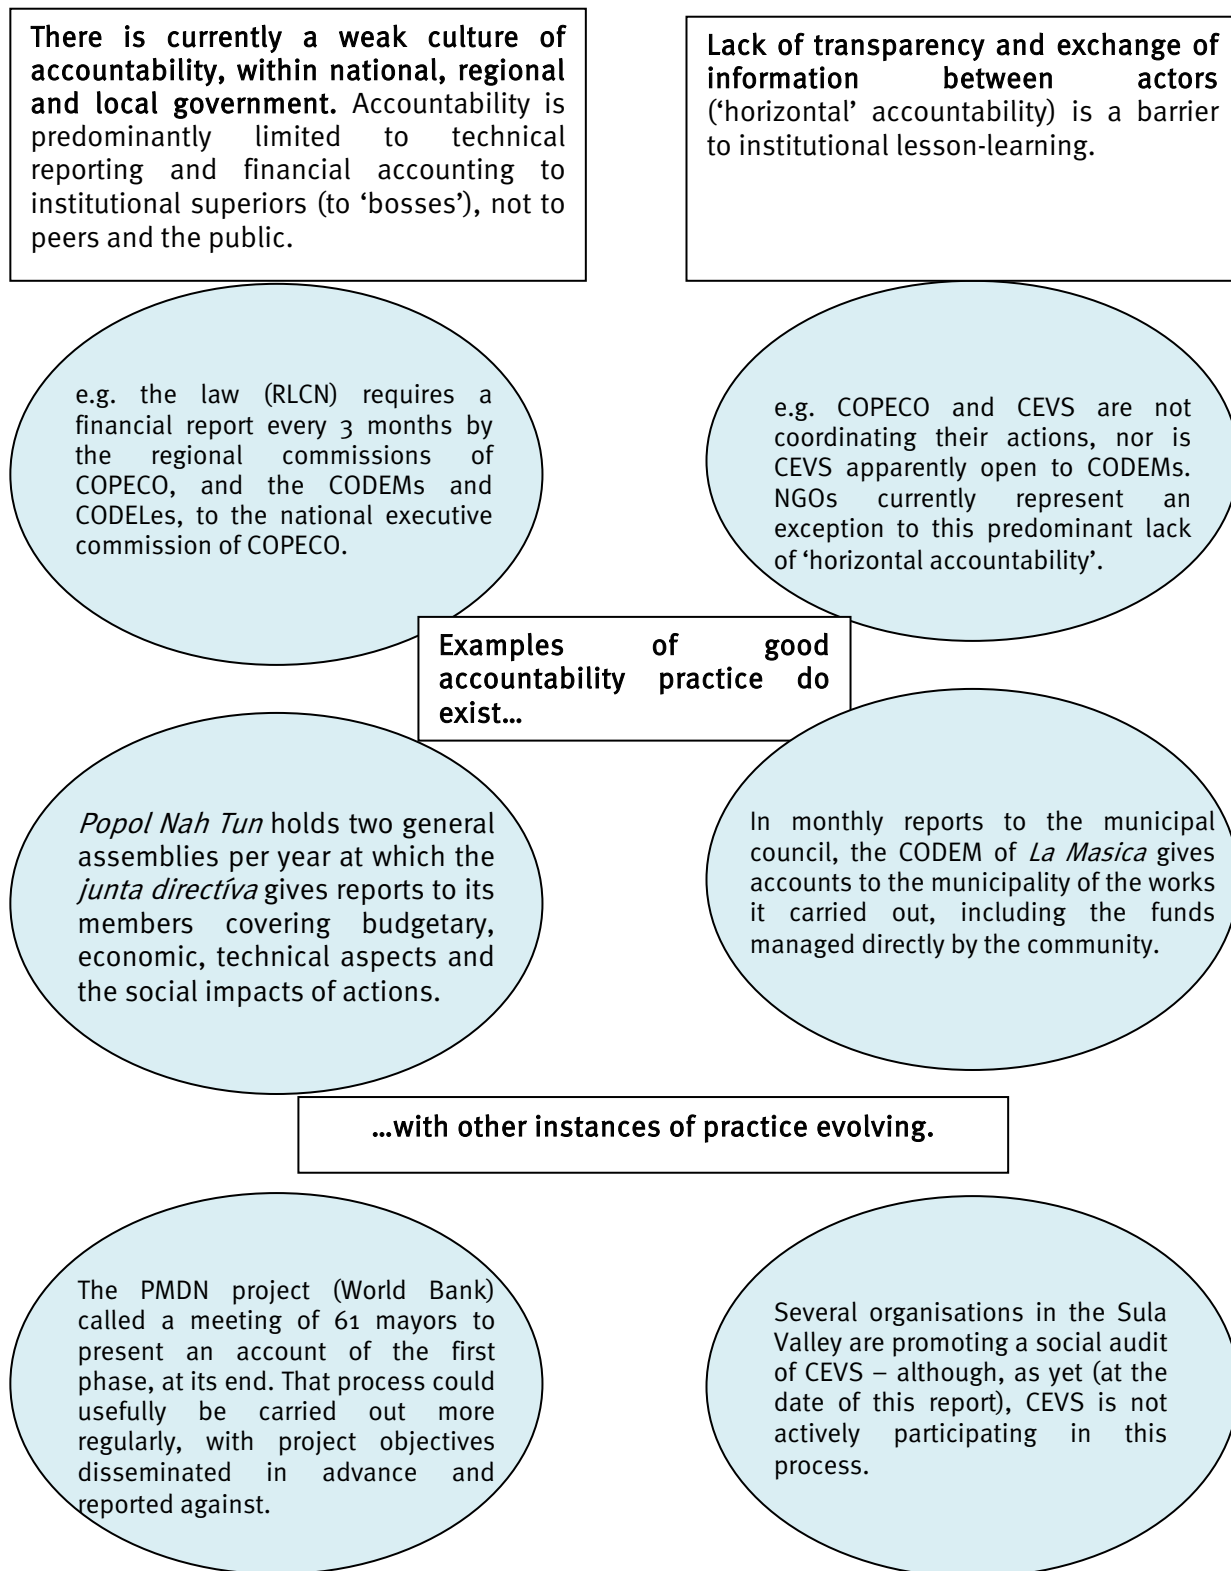 There is currently a weak culture of
accountability, within national, regional
and local government. Accountability is
predominantly limited to technical
reporting and financial accounting to
institutional superiors (to ‘bosses’), not to
peers and the public.
Lack of transparency and exchange of
information between actors
(‘horizontal’ accountability) is a barrier
to institutional lesson-learning.
e.g. the law (RLCN) requires a
financial report every 3 months by
the regional commissions of
COPECO, and the CODEMs and
CODELes, to the national executive
commission of COPECO.
e.g. COPECO and CEVS are not
coordinating their actions, nor is
CEVS apparently open to CODEMs.
NGOs currently represent an
exception to this predominant lack
of ‘horizontal accountability’.
Examples of good
accountability practice do
exist…
Popol Nah Tun holds two general
assemblies per year at which the
junta directíva gives reports to its
members covering budgetary,
economic, technical aspects and
the social impacts of actions.
In monthly reports to the municipal
council, the CODEM of La Masica gives
accounts to the municipality of the works
it carried out, including the funds
managed directly by the community.
…with other instances of practice evolving.
The PMDN project (World Bank)
called a meeting of 61 mayors to
present an account of the first
phase, at its end. That process could
usefully be carried out more
regularly, with project objectives
disseminated in advance and
reported against.
Several organisations in the Sula
Valley are promoting a social audit
of CEVS – although, as yet (at the
date of this report), CEVS is not
actively participating in this
process.